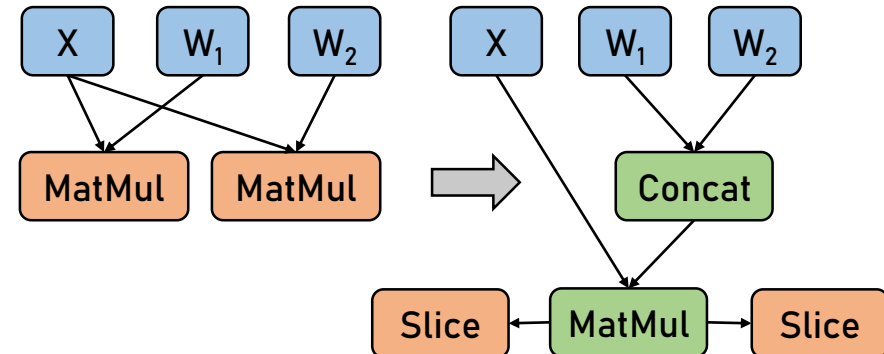 X W₁ W₂ X W₁ W₂
MatMul MatMul Concat
Slice MatMul Slice